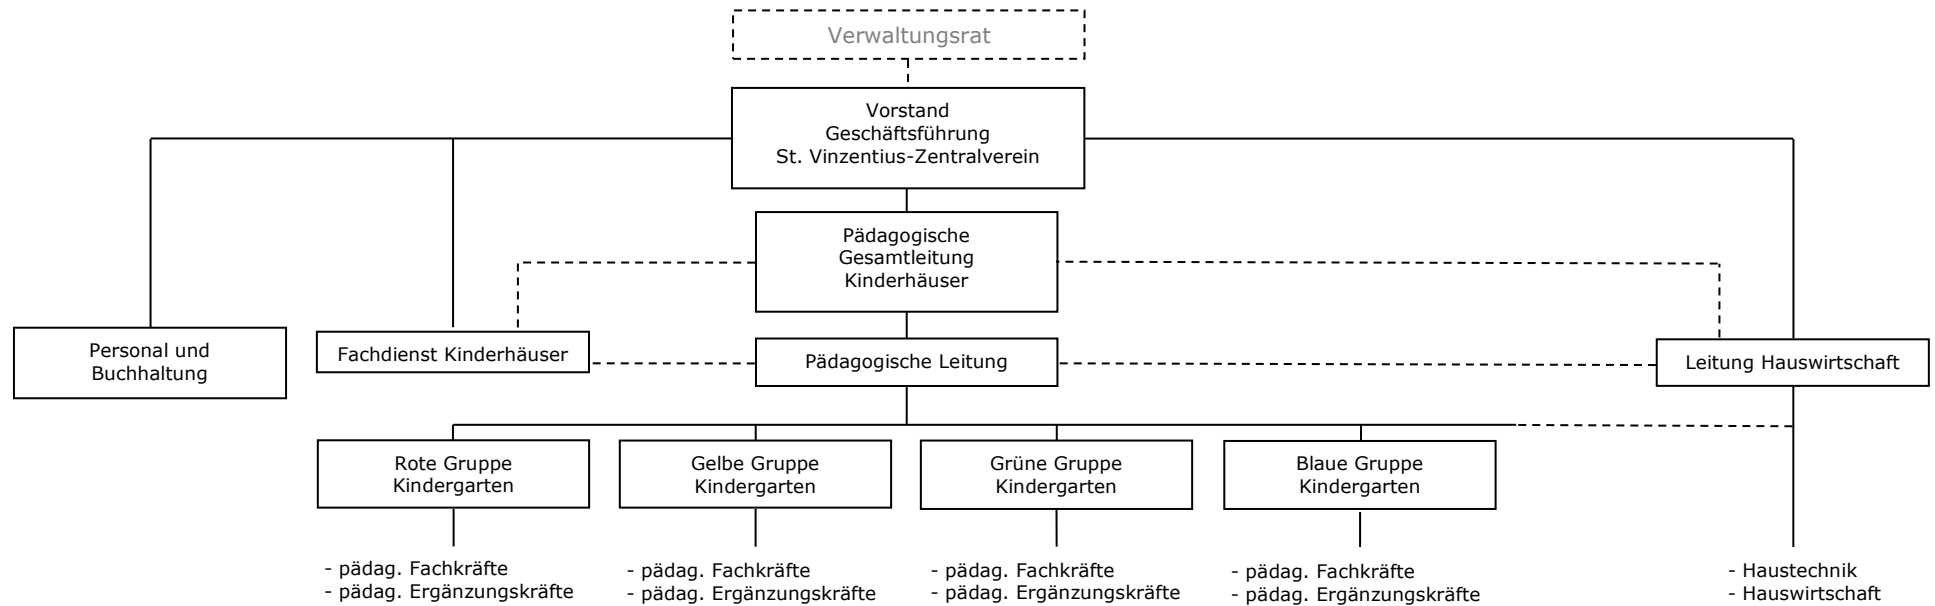 Verwaltungsrat
Vorstand
Geschäftsführung
St. Vinzentius-Zentralverein
Pädagogische
Gesamtleitung
Kinderhäuser
Personal und
Buchhaltung
Fachdienst Kinderhäuser
Pädagogische Leitung
Leitung Hauswirtschaft
Rote Gruppe
Kindergarten
Gelbe Gruppe
Kindergarten
Grüne Gruppe
Kindergarten
Blaue Gruppe
Kindergarten
- pädag. Fachkräfte
- pädag. Ergänzungskräfte
- pädag. Fachkräfte
- pädag. Ergänzungskräfte
- pädag. Fachkräfte
- pädag. Ergänzungskräfte
- pädag. Fachkräfte
- pädag. Ergänzungskräfte
- Haustechnik
- Hauswirtschaft